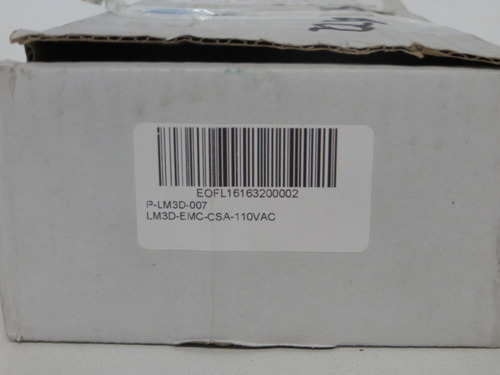 EOFL16163200002
P-LM3D-007
LM3D-EMC-CSA-110VAC